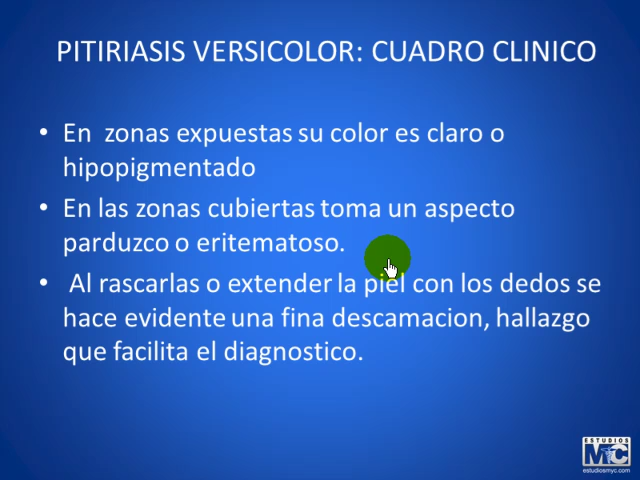 PITIRIASIS VERSICOLOR: CUADRO CLINICO
• En zonas expuestas su color es claro o
hipopigmentado
• En las zonas cubiertas toma un aspecto
parduzco o eritematoso.
• Al rascarlas o extender la piel con los dedos se
hace evidente una fina descamacion, hallazgo
que facilita el diagnostico.
ESTUDIOS
MYC
estudiosmyc.com